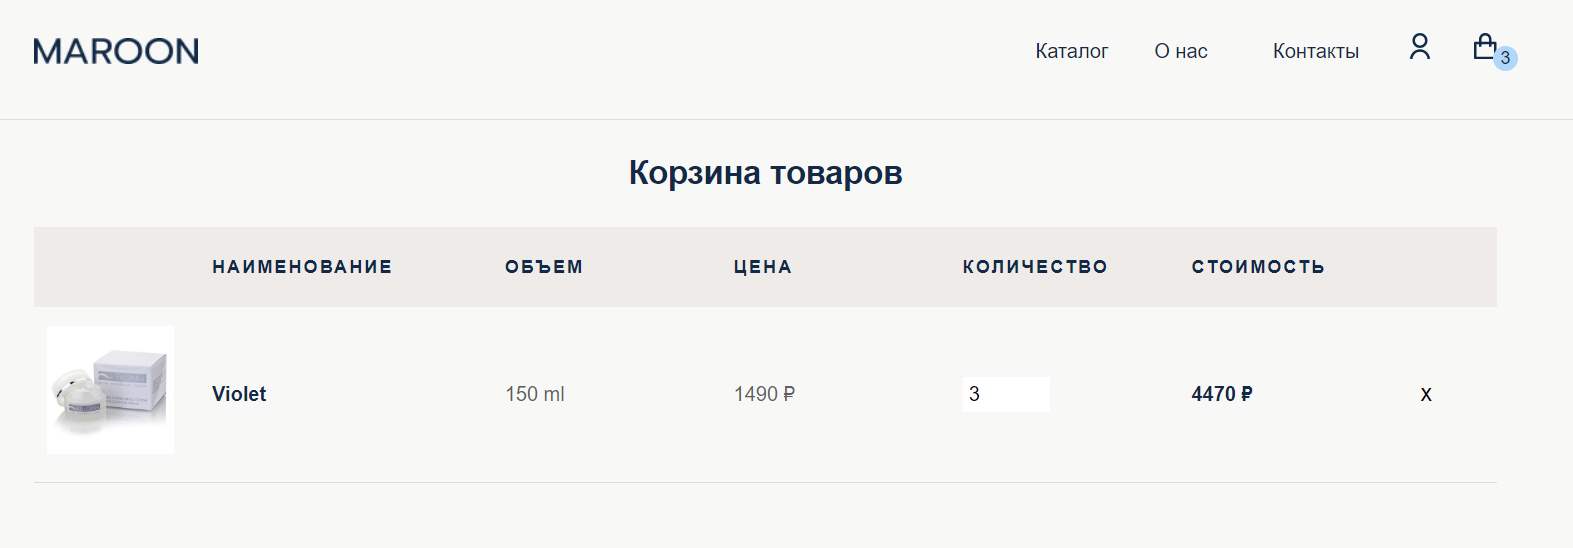 MAROON
Каталог О нас Контакты 3
Корзина товаров
НАИМЕНОВАНИЕ ОБЪЕМ ЦЕНА КОЛИЧЕСТВО СТОИМОСТЬ
Violet 150 ml 1490 ₽ 3 4470 ₽ x